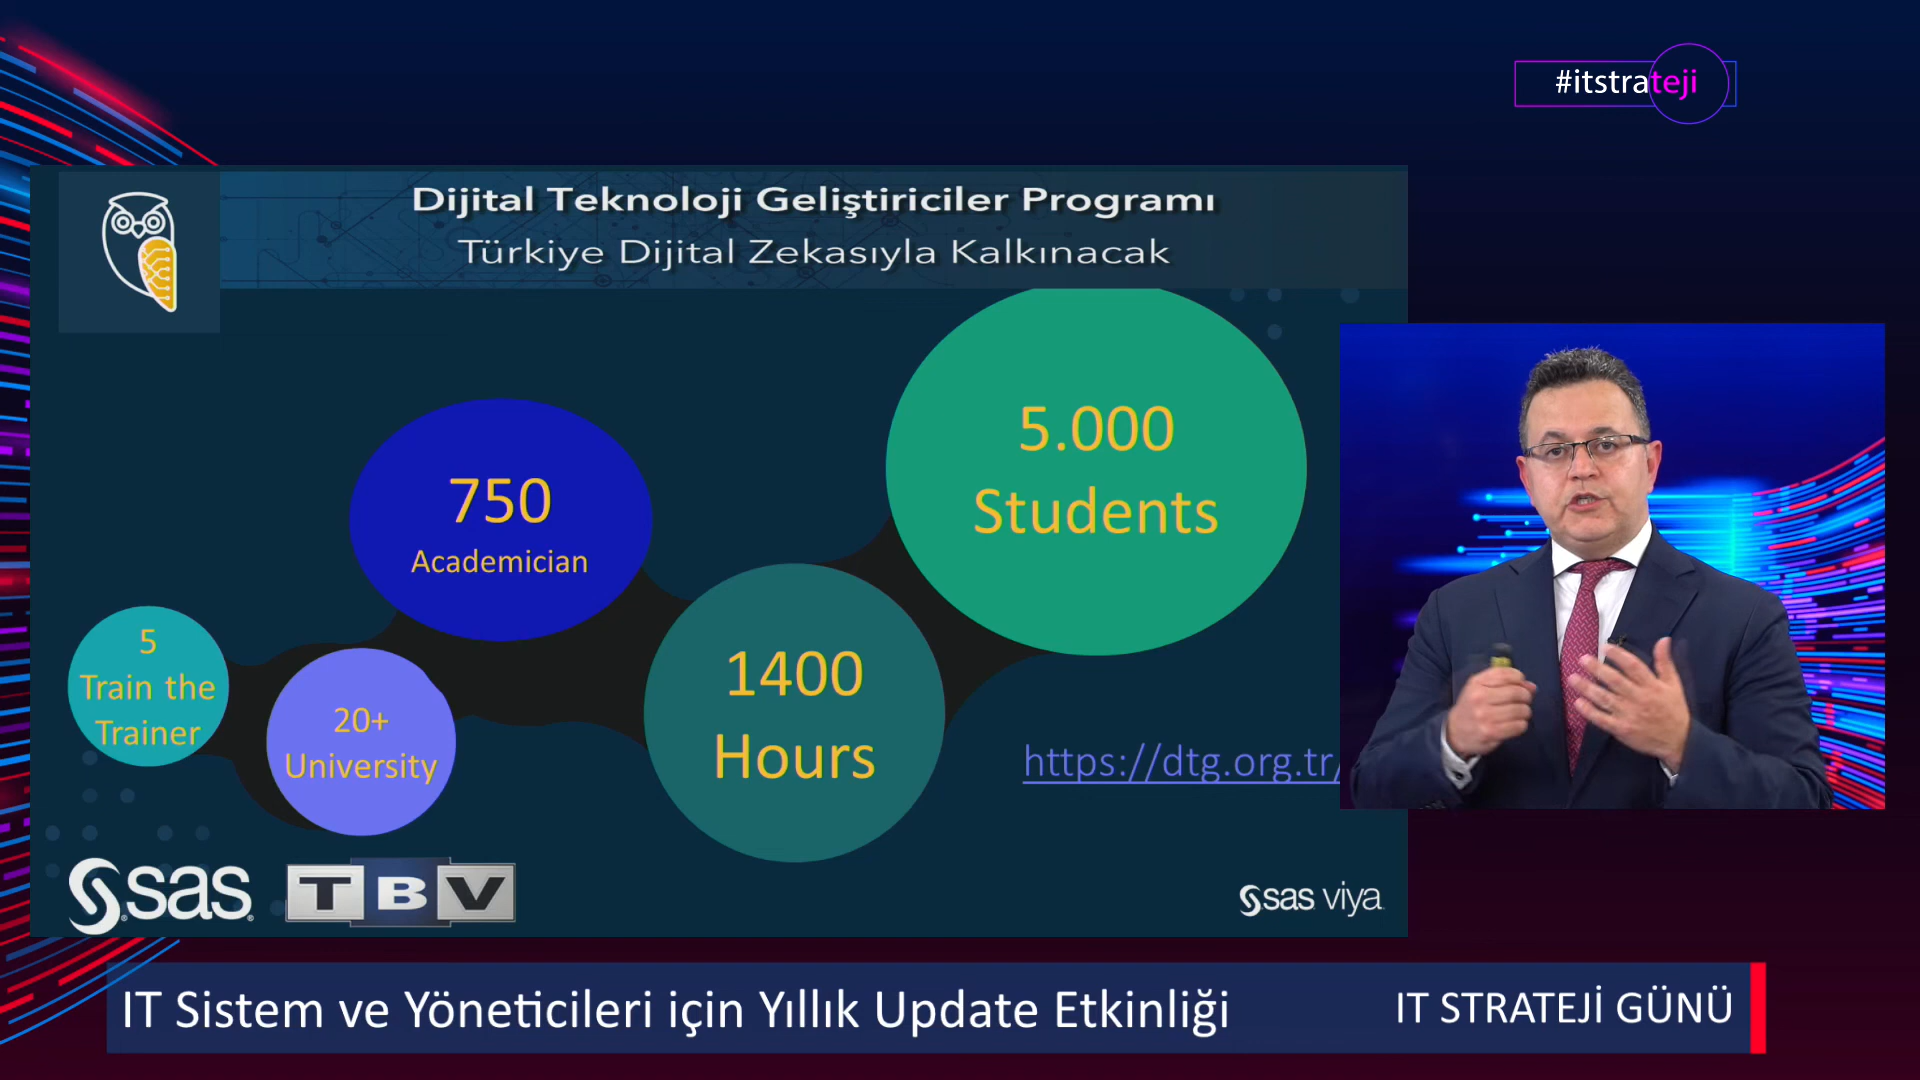 #itstrateji
Dijital Teknoloji Geliştiriciler Programı
Türkiye Dijital Zekasıyla Kalkınacak
5
Train the
Trainer
20+
University
750
Academician
1400
Hours
5.000
Students
https://dtg.org.tr/
sas
TBV
sas viya
IT Sistem ve Yöneticileri için Yıllık Update Etkinliği
IT STRATEJİ GÜNÜ